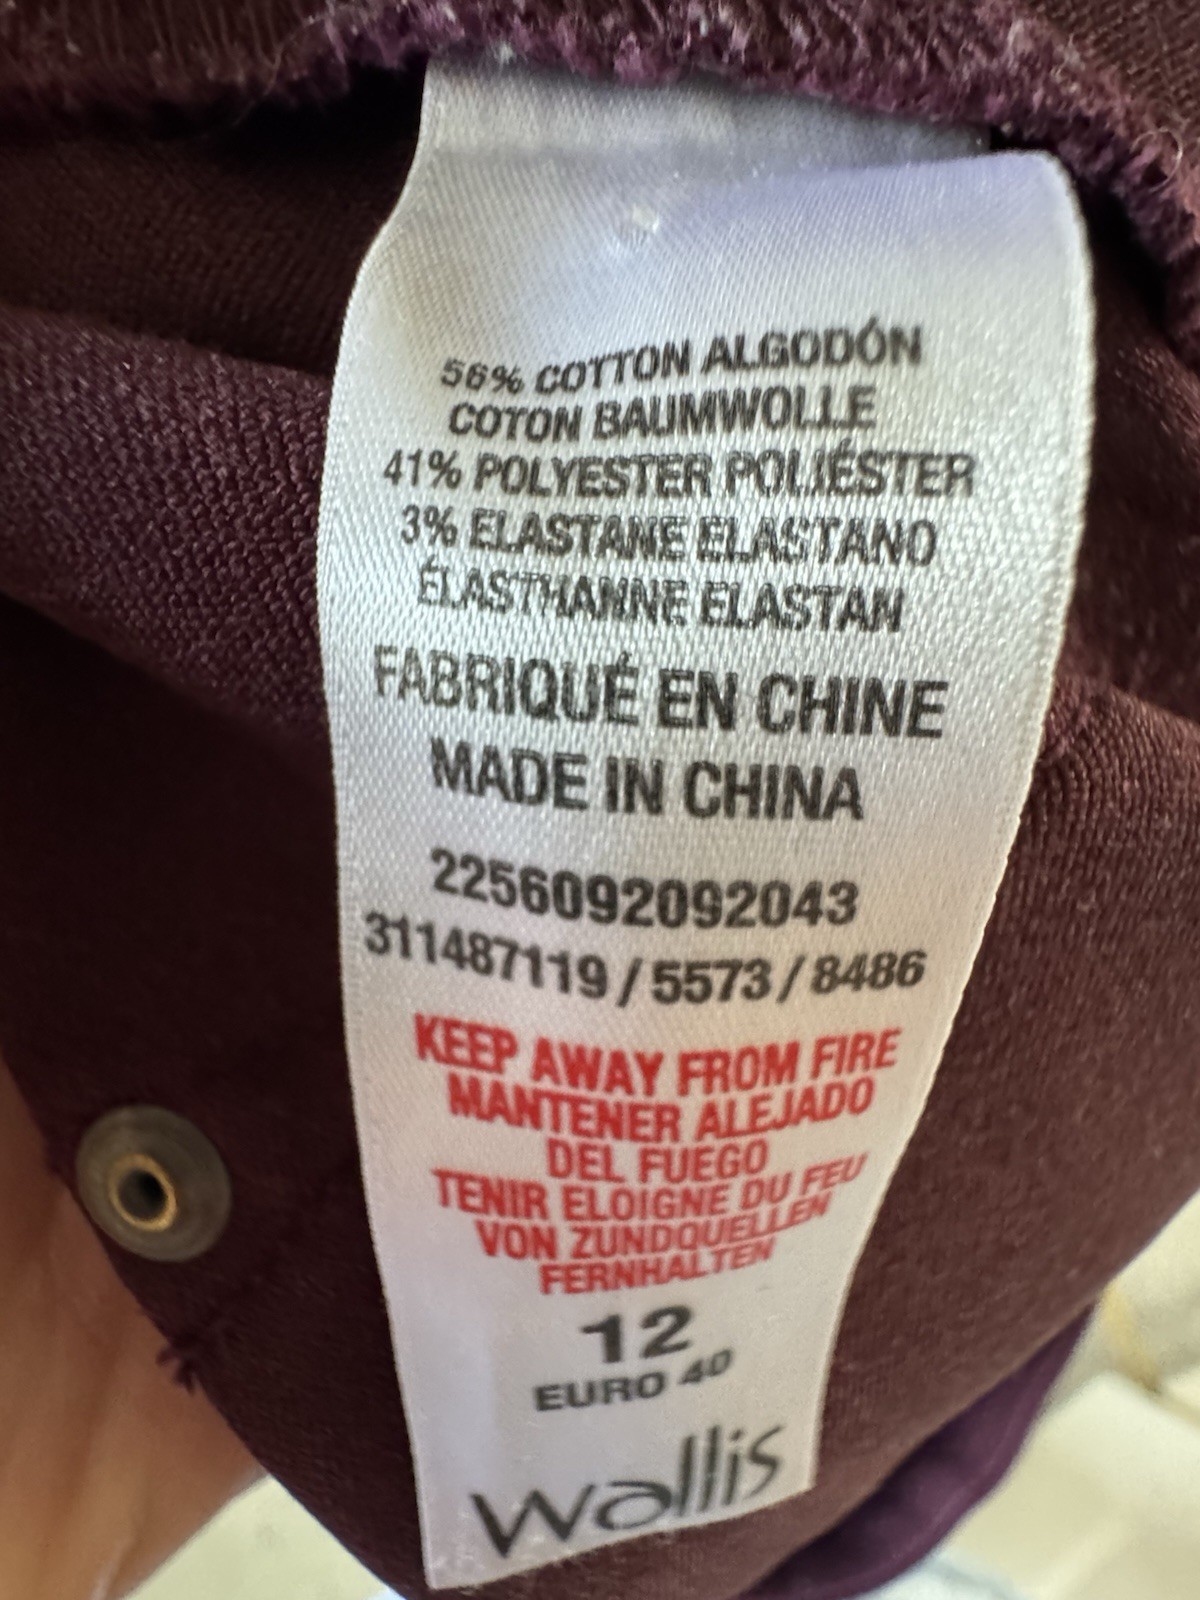 56% COTTON ALGODÓN
COTON BAUMWOLLE
41% POLYESTER POLIÉSTER
3% ELASTANE ELASTANO
ÉLASTHANNE ELASTAN
FABRIQUÉ EN CHINE
MADE IN CHINA
2256092092043
311487119 / 5573 / 8486
KEEP AWAY FROM FIRE
MANTENER ALEJADO
DEL FUEGO
TENIR ELOIGNE DU FEU
VON ZUNDQUELLEN
FERNHALTEN
12
EURO 40
wallis